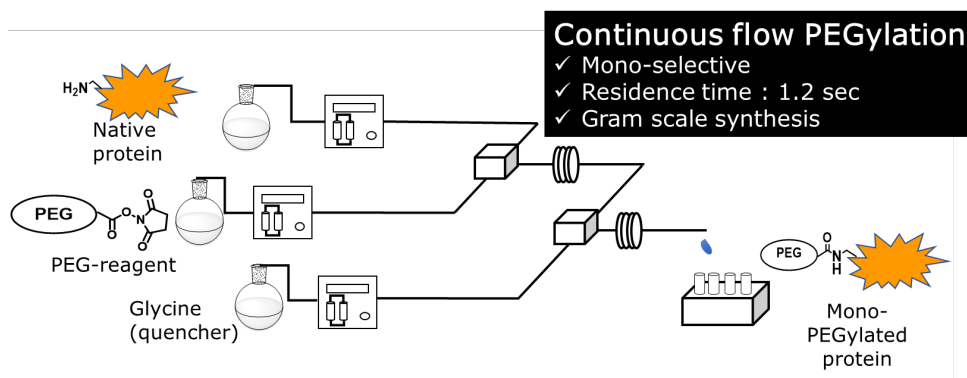 Continuous flow PEGylation
✓ Mono-selective
✓ Residence time : 1.2 sec
✓ Gram scale synthesis
H₂N
Native
protein
PEG
O
O
N
O
O
PEG-reagent
Glycine
(quencher)
PEG
O
N
H
Mono-
PEGylated
protein